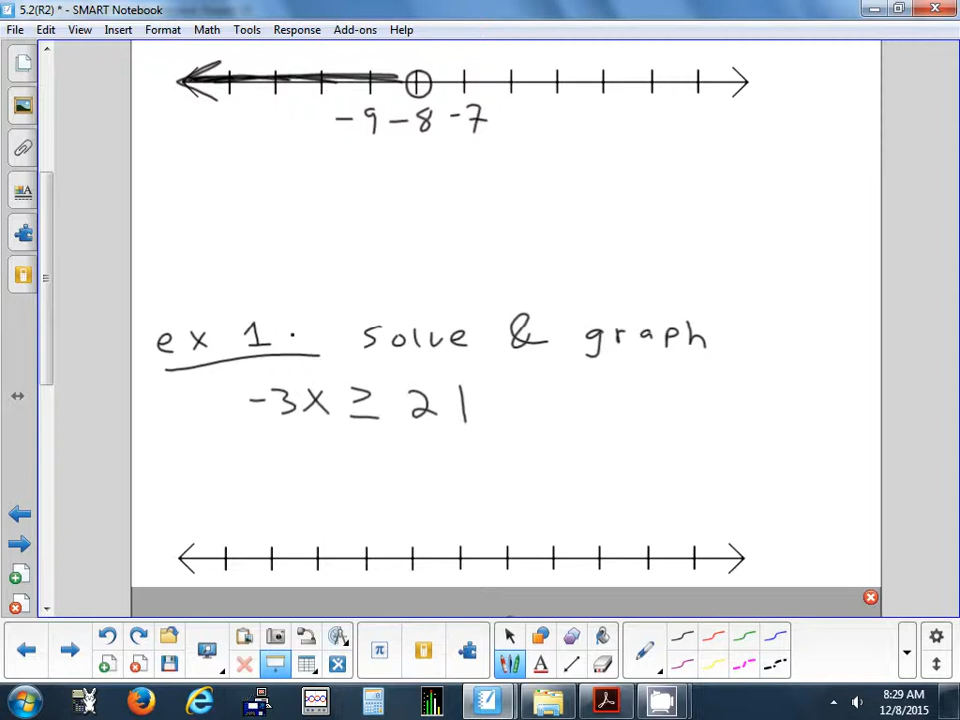 5.2(R2) * - SMART Notebook
File Edit View Insert Format Math Tools Response Add-ons Help
-9 -8 -7
ex 1. solve & graph
-3x ≥ 21
8:29 AM
12/8/2015